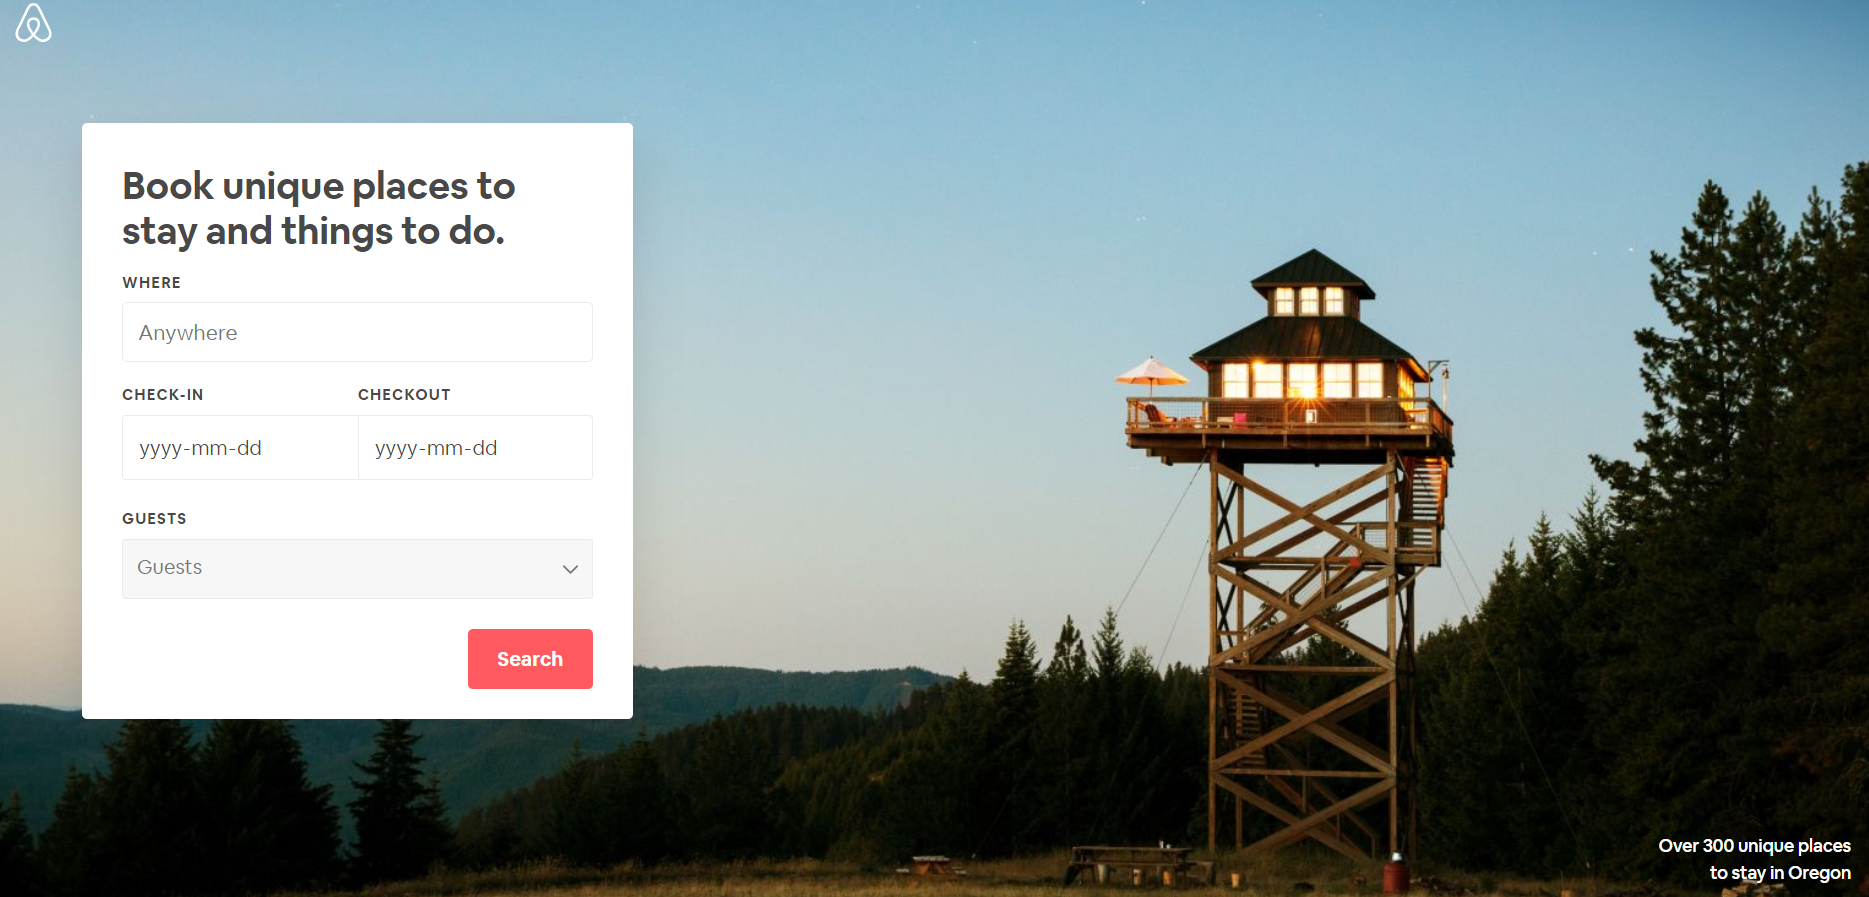 Book unique places to
stay and things to do.
WHERE
Anywhere
CHECK-IN
CHECKOUT
yyyy-mm-dd
yyyy-mm-dd
GUESTS
Guests
Search
Over 300 unique places
to stay in Oregon